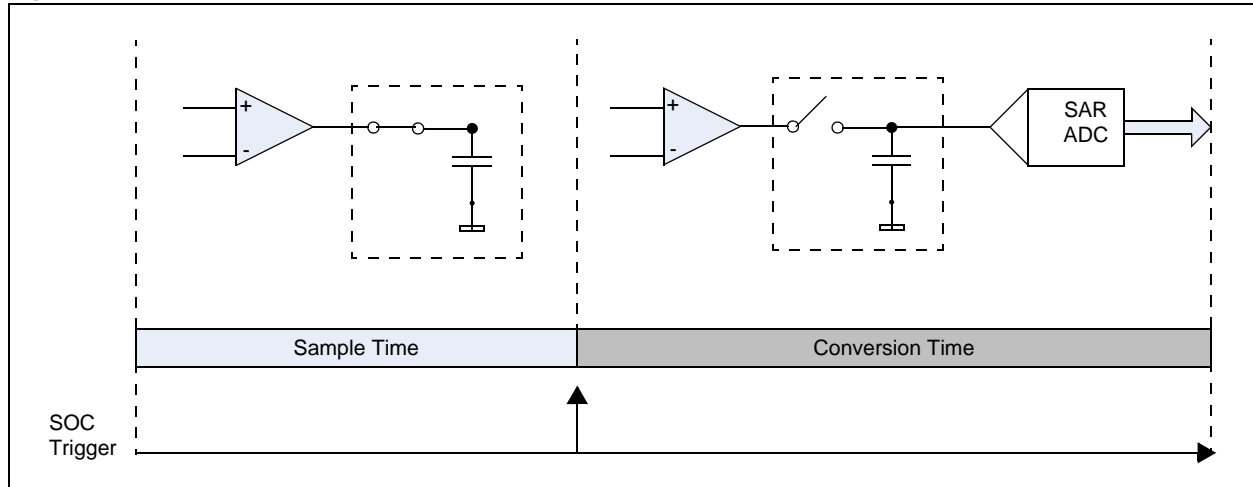 +
-
+
-
SAR
ADC
Sample Time
Conversion Time
SOC
Trigger